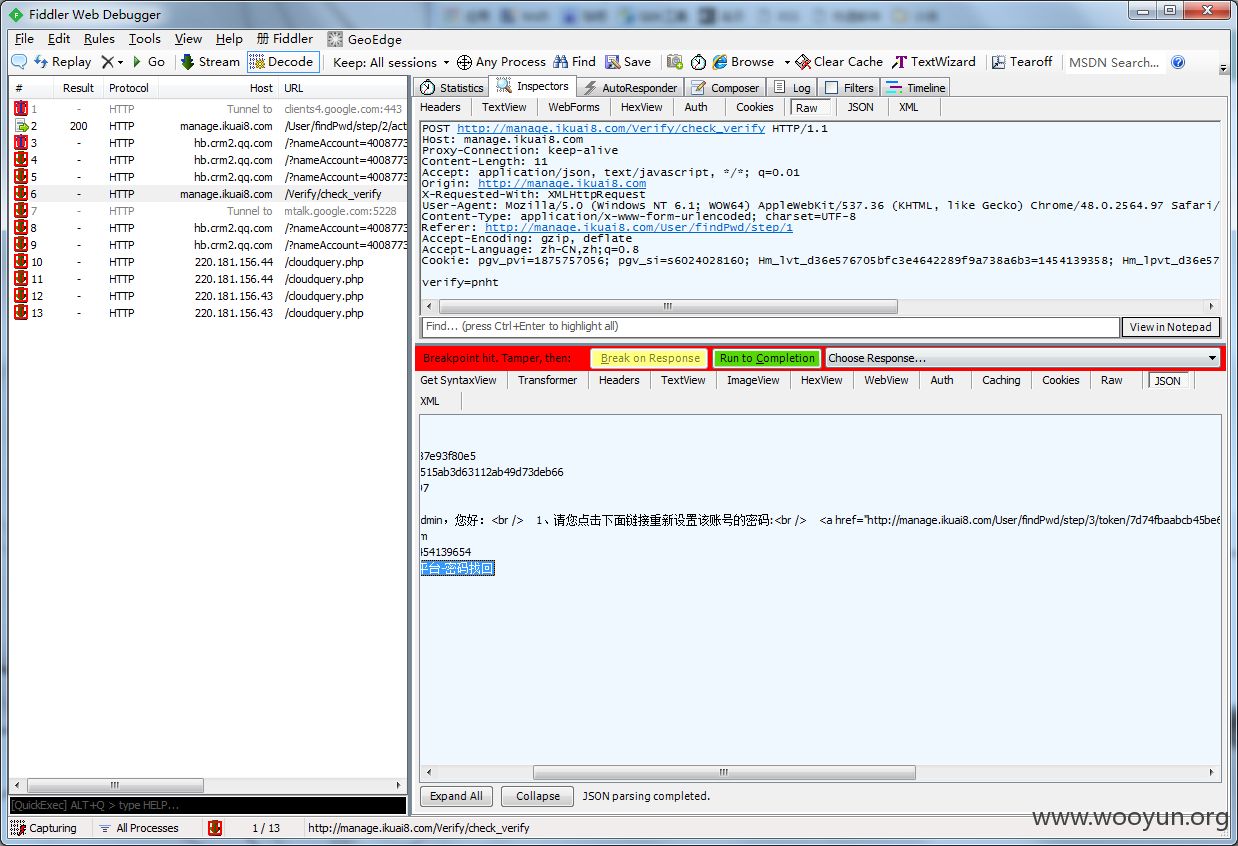 Fiddler Web Debugger
File Edit Rules Tools View Help 册 Fiddler GeoEdge
Replay Go Stream Decode Keep: All sessions Any Process Find Save Browse Clear Cache TextWizard Tearoff MSDN Search...
# Result Protocol Host URL
1 - HTTP Tunnel to clients4.google.com:443
2 200 HTTP manage.ikuai8.com /User/findPwd/step/2/act
3 - HTTP hb.crm2.qq.com /?nameAccount=4008773
4 - HTTP hb.crm2.qq.com /?nameAccount=4008773
5 - HTTP hb.crm2.qq.com /?nameAccount=4008773
6 - HTTP manage.ikuai8.com /Verify/check_verify
7 - HTTP Tunnel to mtalk.google.com:5228
8 - HTTP hb.crm2.qq.com /?nameAccount=4008773
9 - HTTP hb.crm2.qq.com /?nameAccount=4008773
10 - HTTP 220.181.156.44 /cloudquery.php
11 - HTTP 220.181.156.44 /cloudquery.php
12 - HTTP 220.181.156.43 /cloudquery.php
13 - HTTP 220.181.156.43 /cloudquery.php
[QuickExec] ALT+Q > type HELP...
Statistics Inspectors AutoResponder Composer Log Filters Timeline
Headers TextView WebForms HexView Auth Cookies Raw JSON XML
POST http://manage.ikuai8.com/Verify/check_verify HTTP/1.1
Host: manage.ikuai8.com
Proxy-Connection: keep-alive
Content-Length: 11
Accept: application/json, text/javascript, */*; q=0.01
Origin: http://manage.ikuai8.com
X-Requested-With: XMLHttpRequest
User-Agent: Mozilla/5.0 (Windows NT 6.1; WOW64) AppleWebKit/537.36 (KHTML, like Gecko) Chrome/48.0.2564.97 Safari/
Content-Type: application/x-www-form-urlencoded; charset=UTF-8
Referer: http://manage.ikuai8.com/User/findPwd/step/1
Accept-Encoding: gzip, deflate
Accept-Language: zh-CN,zh;q=0.8
Cookie: pgv_pvi=1875757056; pgv_si=s6024028160; Hm_lvt_d36e576705bfc3e4642289f9a738a6b3=1454139358; Hm_lpvt_d36e57
verify=pnht
Find... (press Ctrl+Enter to highlight all) View in Notepad
Breakpoint hit. Tamper, then: Break on Response Run to Completion Choose Response...
Get SyntaxView Transformer Headers TextView ImageView HexView WebView Auth Caching Cookies Raw JSON
XML
37e93f80e5
515ab3d63112ab49d73deb66
97
dmin，您好：<br /> 1、请您点击下面链接重新设置该账号的密码:<br /> <a href="http://manage.ikuai8.com/User/findPwd/step/3/token/7d74fbaabcb45be6
m
454139654
平台-密码找回
Expand All Collapse JSON parsing completed.
Capturing All Processes 1 / 13 http://manage.ikuai8.com/Verify/check_verify
www.wooyun.org